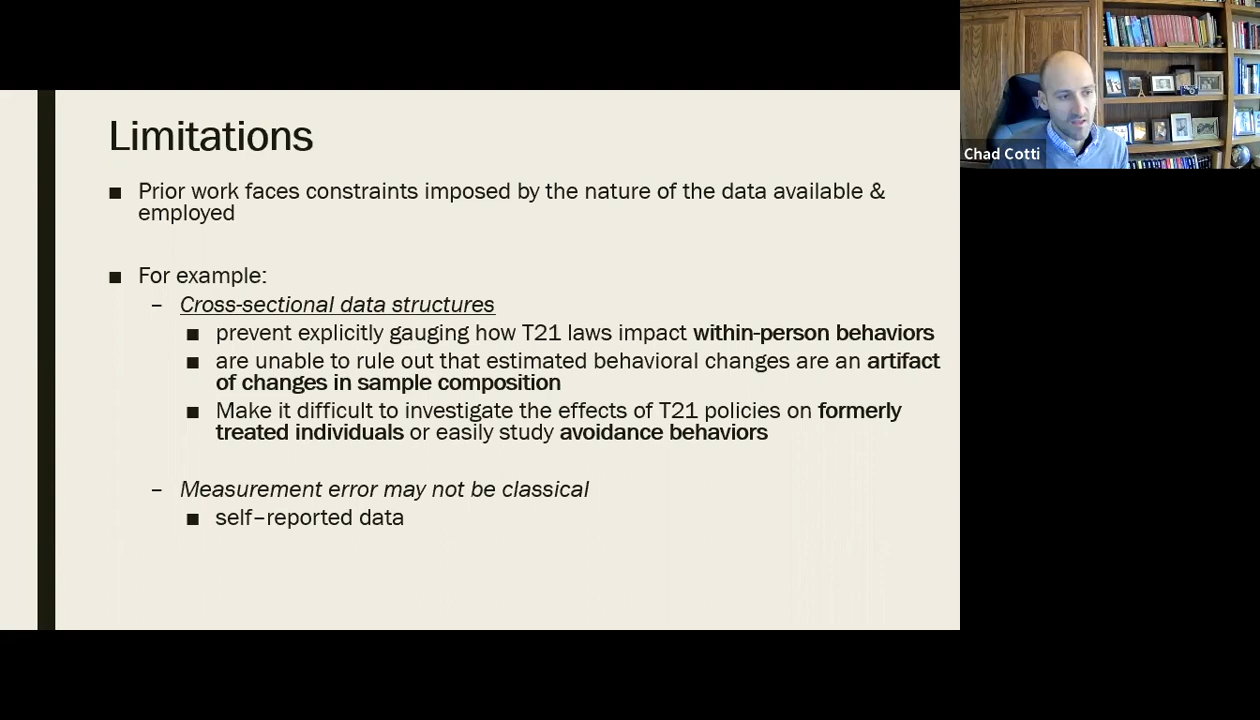 Limitations
■ Prior work faces constraints imposed by the nature of the data available &
employed
■ For example:
– Cross-sectional data structures
■ prevent explicitly gauging how T21 laws impact within-person behaviors
■ are unable to rule out that estimated behavioral changes are an artifact
of changes in sample composition
■ Make it difficult to investigate the effects of T21 policies on formerly
treated individuals or easily study avoidance behaviors
– Measurement error may not be classical
■ self–reported data
Chad Cotti